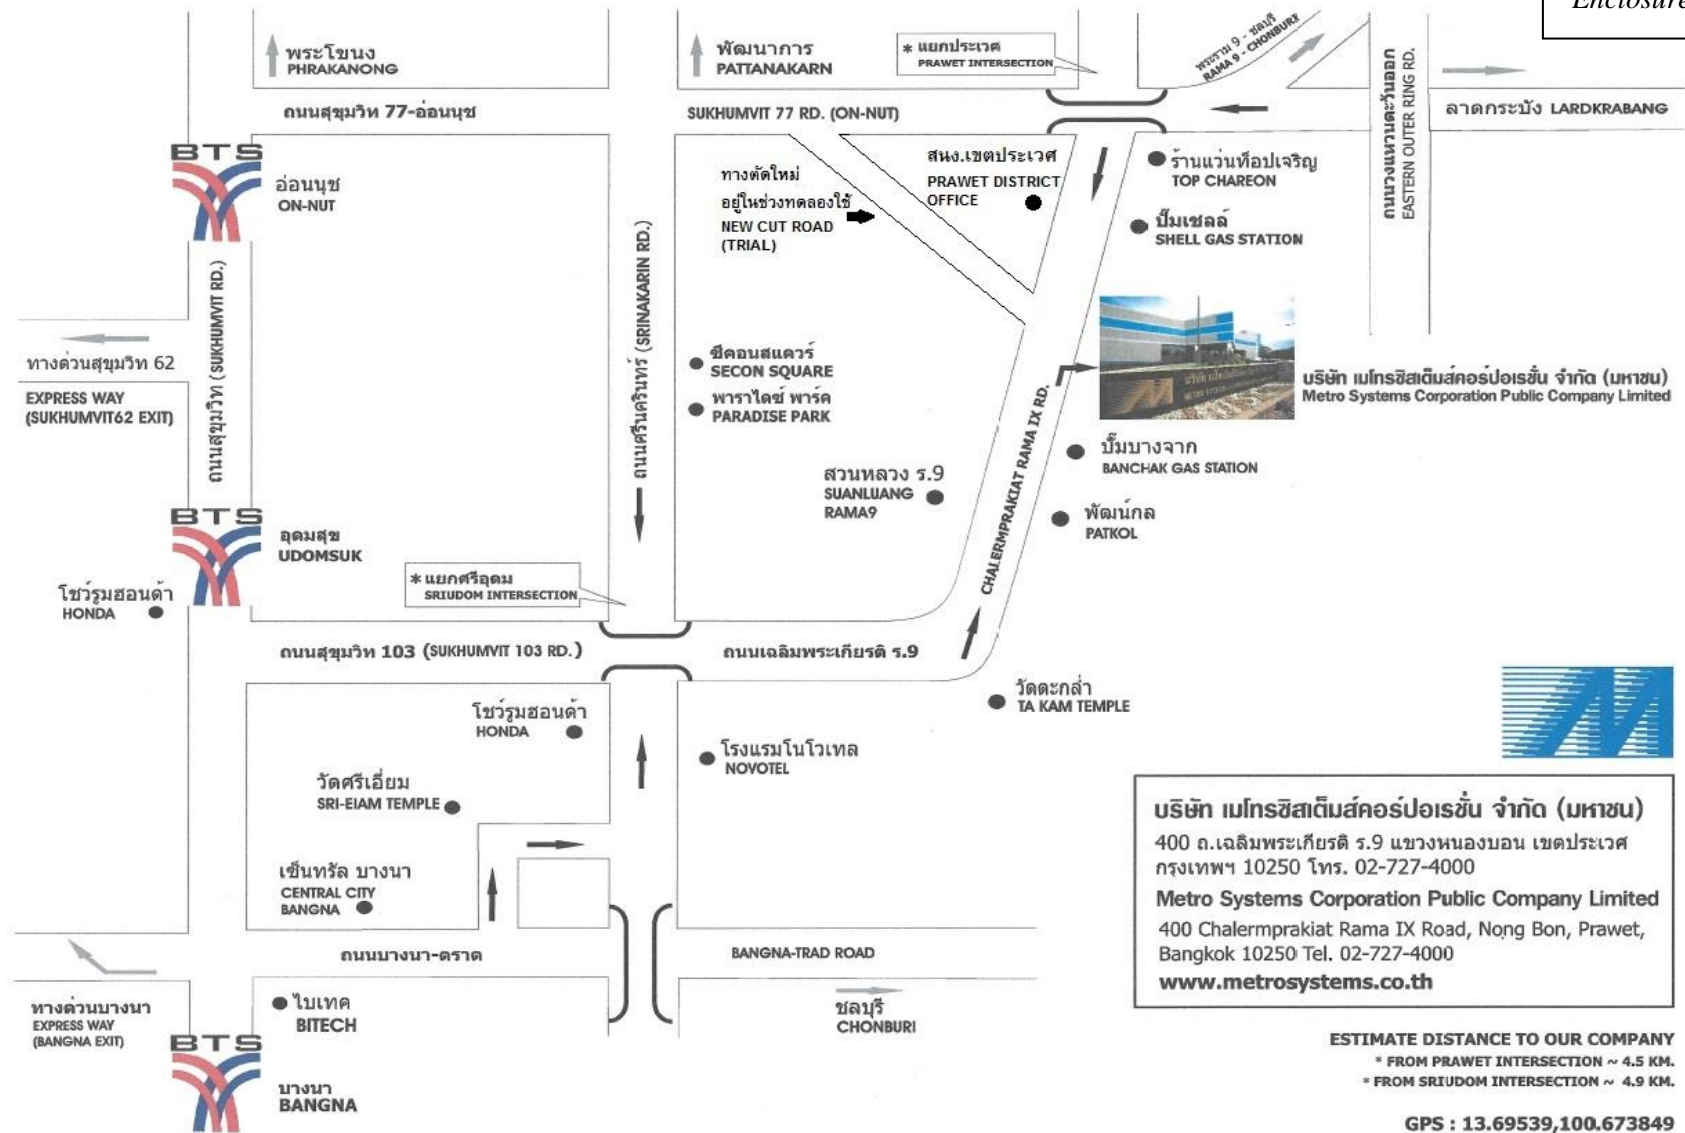 Enclosure
พระโขนง
PHRAKANONG
พัฒนาการ
PATTANAKARN
* แยกประเวศ
PRAWET INTERSECTION
พระราม 9 - ชลบุรี
RAMA 9 - CHONBURI
ถนนวงแหวนตะวันออก
EASTERN OUTER RING RD.
ลาดกระบัง LARDKRABANG
ถนนสุขุมวิท 77-อ่อนนุช
SUKHUMVIT 77 RD. (ON-NUT)
BTS
อ่อนนุช
ON-NUT
ทางตัดใหม่
อยู่ในช่วงทดลองใช้
NEW CUT ROAD
(TRIAL)
สนง.เขตประเวศ
PRAWET DISTRICT
OFFICE
ร้านแว่นท็อปเจริญ
TOP CHAREON
ปั๊มเชลล์
SHELL GAS STATION
ถนนสุขุมวิท (SUKHUMVIT RD.)
ถนนศรีนครินทร์ (SRINAKARIN RD.)
ทางด่วนสุขุมวิท 62
EXPRESS WAY
(SUKHUMVIT62 EXIT)
ซีคอนสแควร์
SECON SQUARE
พาราไดซ์ พาร์ค
PARADISE PARK
CHALERMPRAKIAT RAMA IX RD.
บริษัท เมโทรซิสเต็มส์คอร์ปอเรชั่น จำกัด (มหาชน)
Metro Systems Corporation Public Company Limited
ปั๊มบางจาก
BANCHAK GAS STATION
สวนหลวง ร.9
SUANLUANG
RAMA9
พัฒน์กล
PATKOL
BTS
อุดมสุข
UDOMSUK
โชว์รูมฮอนด้า
HONDA
* แยกศรีอุดม
SRIUDOM INTERSECTION
ถนนสุขุมวิท 103 (SUKHUMVIT 103 RD.)
ถนนเฉลิมพระเกียรติ ร.9
วัดตะกล่ำ
TA KAM TEMPLE
โชว์รูมฮอนด้า
HONDA
โรงแรมโนโวเทล
NOVOTEL
วัดศรีเอี่ยม
SRI-EIAM TEMPLE
เซ็นทรัล บางนา
CENTRAL CITY
BANGNA
ถนนบางนา-ตราด
BANGNA-TRAD ROAD
ทางด่วนบางนา
EXPRESS WAY
(BANGNA EXIT)
ไบเทค
BITECH
ชลบุรี
CHONBURI
BTS
บางนา
BANGNA
บริษัท เมโทรซิสเต็มส์คอร์ปอเรชั่น จำกัด (มหาชน)
400 ถ.เฉลิมพระเกียรติ ร.9 แขวงหนองบอน เขตประเวศ
กรุงเทพฯ 10250 โทร. 02-727-4000
Metro Systems Corporation Public Company Limited
400 Chalermprakiat Rama IX Road, Nong Bon, Prawet,
Bangkok 10250 Tel. 02-727-4000
www.metrosystems.co.th
ESTIMATE DISTANCE TO OUR COMPANY
* FROM PRAWET INTERSECTION ~ 4.5 KM.
* FROM SRIUDOM INTERSECTION ~ 4.9 KM.
GPS : 13.69539,100.673849